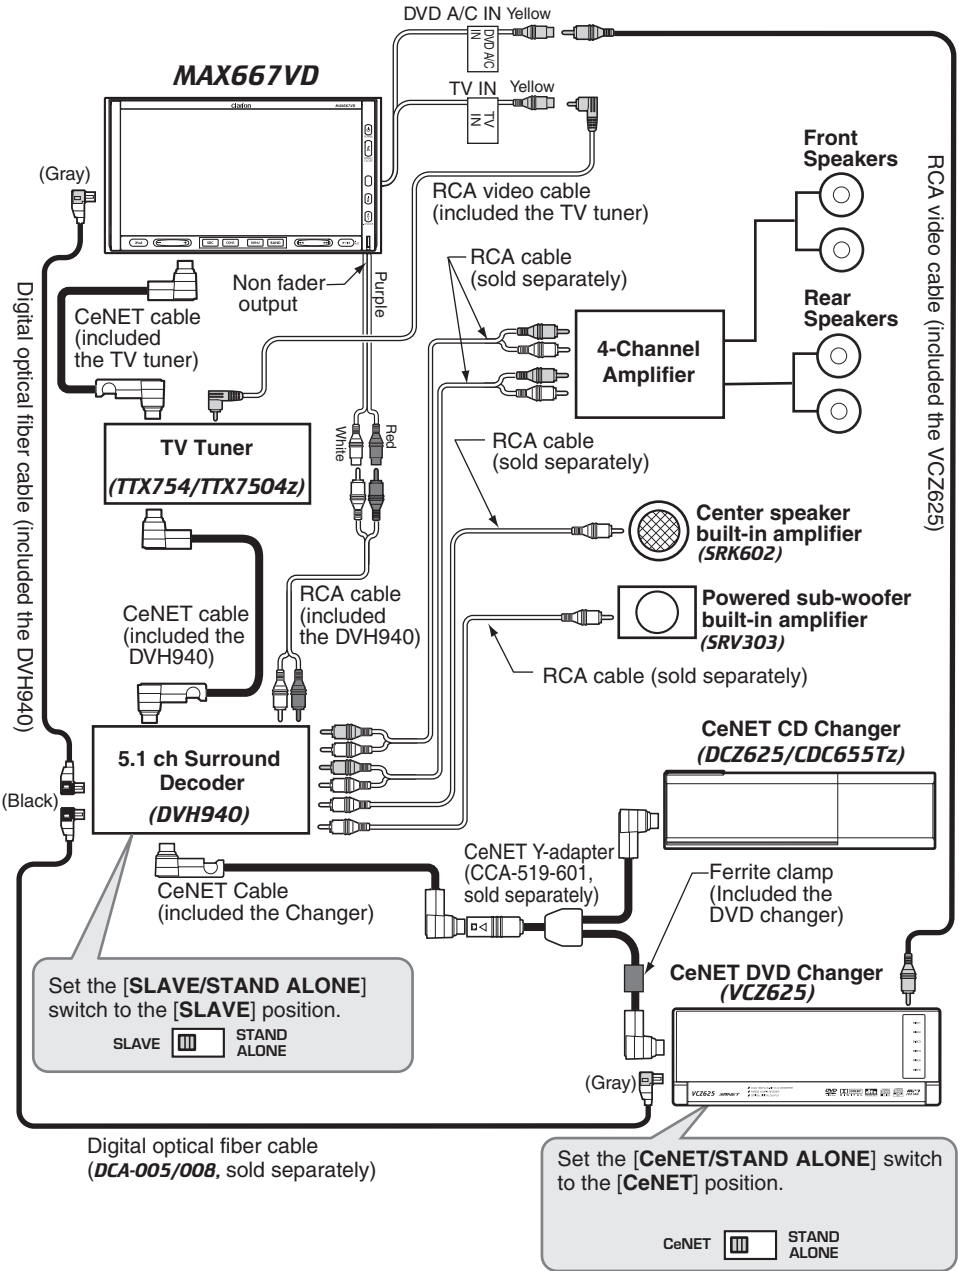 DVD A/C IN Yellow
DVD A/C
IN
MAX667VD
TV IN Yellow
TV
IN
clarion
MAX667VD
(Gray)
RCA video cable
(included the TV tuner)
Front
Speakers
RCA video cable (included the VCZ625)
Non fader
output
Purple
RCA cable
(sold separately)
CeNET cable
(included
the TV tuner)
Rear
Speakers
4-Channel
Amplifier
Digital optical fiber cable (included the DVH940)
TV Tuner
(TTX754/TTX7504z)
White
Red
RCA cable
(sold separately)
Center speaker
built-in amplifier
(SRK602)
CeNET cable
(included the
DVH940)
RCA cable
(included
the DVH940)
Powered sub-woofer
built-in amplifier
(SRV303)
RCA cable (sold separately)
5.1 ch Surround
Decoder
(DVH940)
CeNET CD Changer
(DCZ625/CDC655Tz)
(Black)
CeNET Y-adapter
(CCA-519-601,
sold separately)
CeNET Cable
(included the Changer)
Ferrite clamp
(Included the
DVD changer)
Set the [SLAVE/STAND ALONE]
switch to the [SLAVE] position.
SLAVE
STAND
ALONE
CeNET DVD Changer
(VCZ625)
(Gray)
VCZ625
Digital optical fiber cable
(DCA-005/008, sold separately)
Set the [CeNET/STAND ALONE] switch
to the [CeNET] position.
CeNET
STAND
ALONE